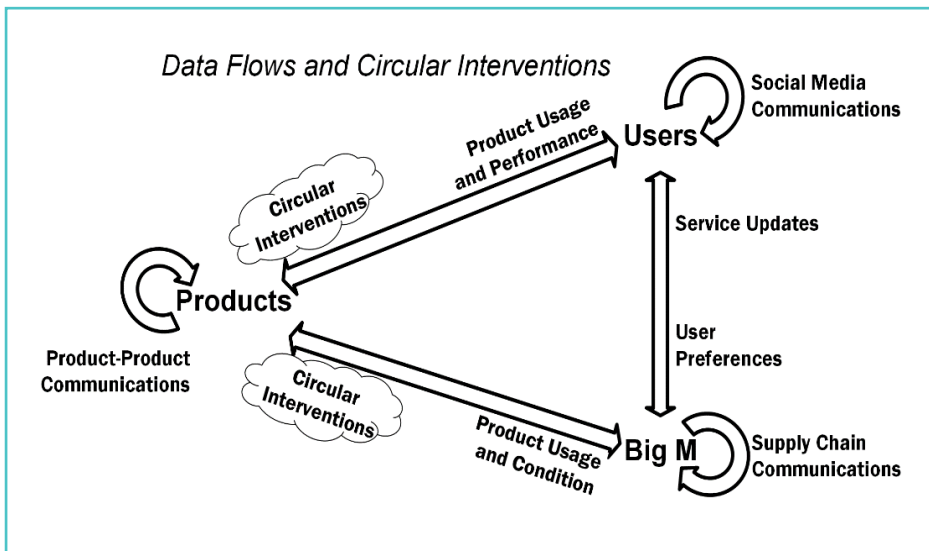 Data Flows and Circular Interventions
Social Media
Communications
Users
Product Usage
and Performance
Circular
Interventions
Service Updates
Products
Product-Product
Communications
User
Preferences
Circular
Interventions
Product Usage
and Condition
Big M
Supply Chain
Communications